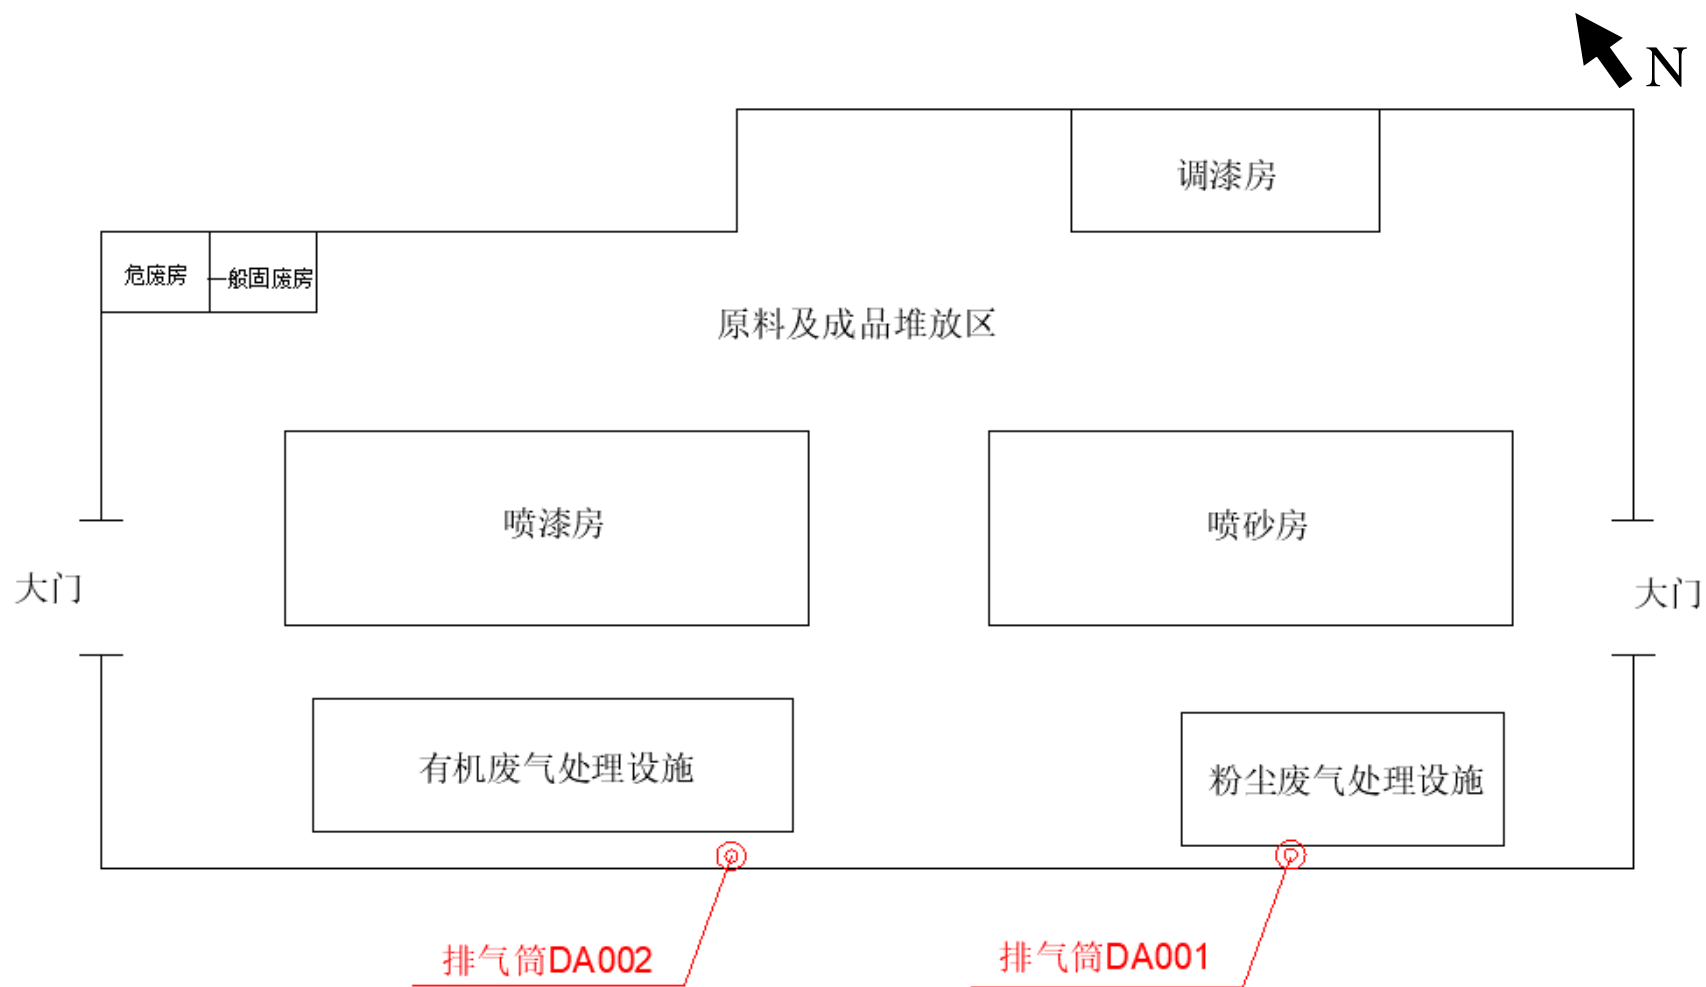 N
调漆房
危废房
一般固废房
原料及成品堆放区
喷漆房
喷砂房
大门
大门
有机废气处理设施
粉尘废气处理设施
排气筒DA002
排气筒DA001